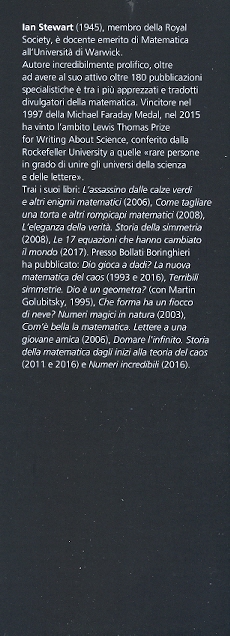 Ian Stewart (1945), membro della Royal
Society, è docente emerito di Matematica
all'Università di Warwick.
Autore incredibilmente prolifico, oltre
ad avere al suo attivo oltre 180 pubblicazioni
specialistiche è tra i più apprezzati e tradotti
divulgatori della matematica. Vincitore nel
1997 della Michael Faraday Medal, nel 2015
ha vinto l'ambito Lewis Thomas Prize
for Writing About Science, conferito dalla
Rockefeller University a quelle «rare persone
in grado di unire gli universi della scienza
e delle lettere».
Trai i suoi libri: L'assassino dalle calze verdi
e altri enigmi matematici (2006), Come tagliare
una torta e altri rompicapi matematici (2008),
L'eleganza della verità. Storia della simmetria
(2008), Le 17 equazioni che hanno cambiato
il mondo (2017). Presso Bollati Boringhieri
ha pubblicato: Dio gioca a dadi? La nuova
matematica del caos (1993 e 2016), Terribili
simmetrie. Dio è un geometra? (con Martin
Golubitsky, 1995), Che forma ha un fiocco
di neve? Numeri magici in natura (2003),
Com'è bella la matematica. Lettere a una
giovane amica (2006), Domare l'infinito. Storia
della matematica dagli inizi alla teoria del caos
(2011 e 2016) e Numeri incredibili (2016).